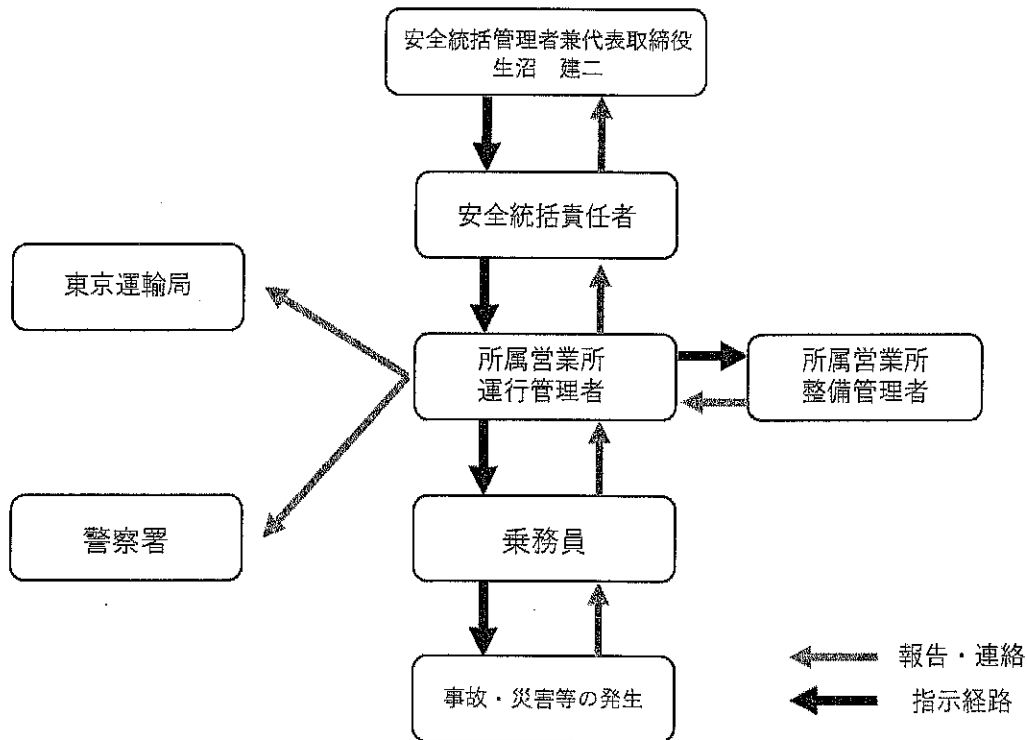 安全統括管理者兼代表取締役
生沼　建二
安全統括責任者
東京運輸局
所属営業所
運行管理者
所属営業所
整備管理者
警察署
乗務員
事故・災害等の発生
報告・連絡
指示経路